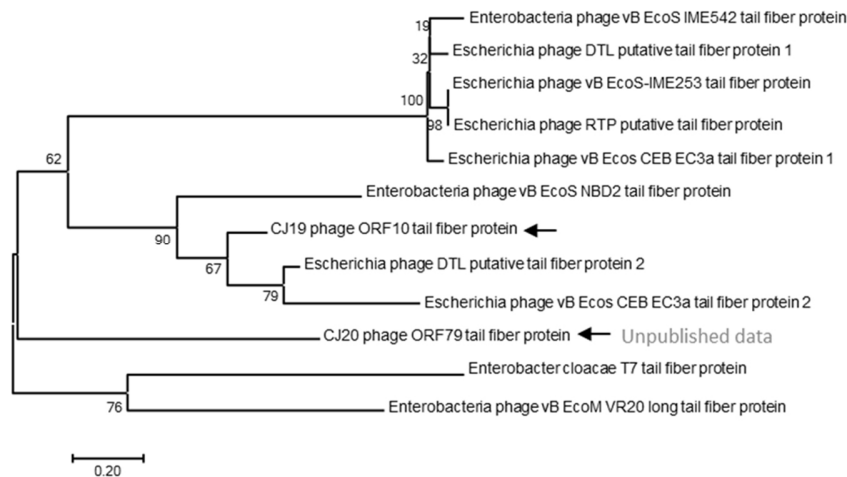 Enterobacteria phage vB EcoS IME542 tail fiber protein
19
Escherichia phage DTL putative tail fiber protein 1
32
Escherichia phage vB EcoS-IME253 tail fiber protein
100
98
Escherichia phage RTP putative tail fiber protein
Escherichia phage vB Ecos CEB EC3a tail fiber protein 1
62
Enterobacteria phage vB EcoS NBD2 tail fiber protein
90
CJ19 phage ORF10 tail fiber protein
67
Escherichia phage DTL putative tail fiber protein 2
79
Escherichia phage vB Ecos CEB EC3a tail fiber protein 2
CJ20 phage ORF79 tail fiber protein Unpublished data
Enterobacter cloacae T7 tail fiber protein
76
Enterobacteria phage vB EcoM VR20 long tail fiber protein
0.20